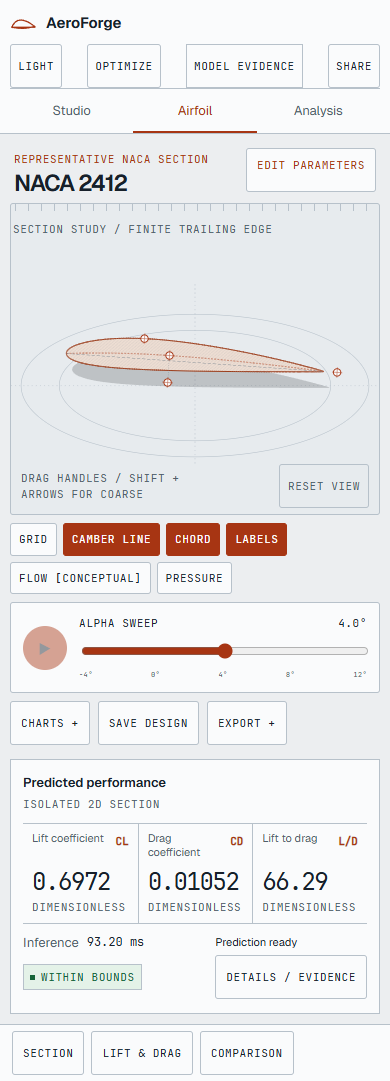 AeroForge
LIGHT
OPTIMIZE
MODEL EVIDENCE
SHARE
Studio
Airfoil
Analysis
REPRESENTATIVE NACA SECTION
NACA 2412
EDIT PARAMETERS
SECTION STUDY / FINITE TRAILING EDGE
DRAG HANDLES / SHIFT +
ARROWS FOR COARSE
RESET VIEW
GRID
CAMBER LINE
CHORD
LABELS
FLOW [CONCEPTUAL]
PRESSURE
ALPHA SWEEP
4.0°
-4°
0°
4°
8°
12°
CHARTS +
SAVE DESIGN
EXPORT +
Predicted performance
ISOLATED 2D SECTION
Lift coefficient CL
0.6972
DIMENSIONLESS
Drag
coefficient
CD
0.01052
DIMENSIONLESS
Lift to drag L/D
66.29
DIMENSIONLESS
Inference 93.20 ms
WITHIN BOUNDS
Prediction ready
DETAILS / EVIDENCE
SECTION
LIFT & DRAG
COMPARISON